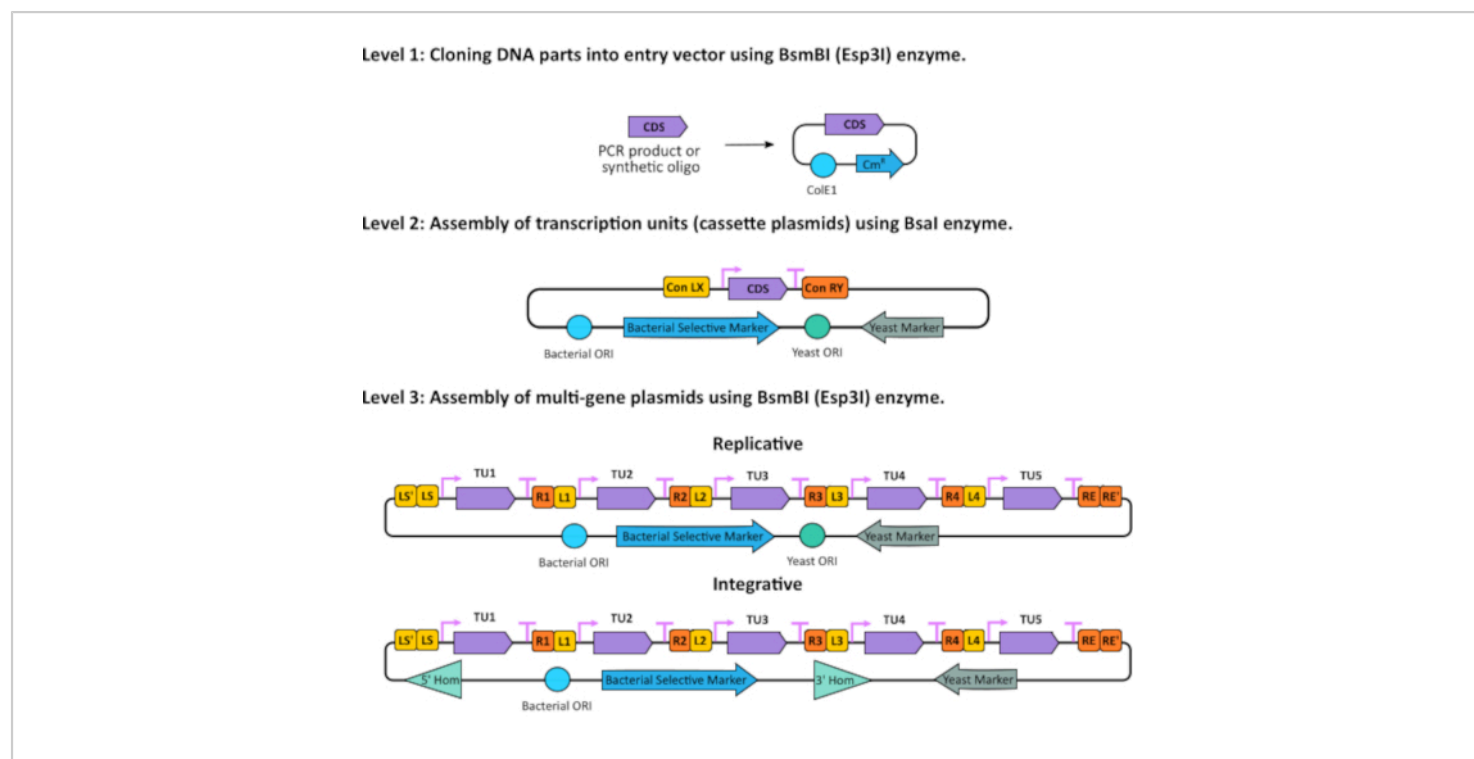 Level 1: Cloning DNA parts into entry vector using BsmBI (Esp3I) enzyme.
CDS
PCR product or
synthetic oligo
CDS
Cmᴿ
ColE1
Level 2: Assembly of transcription units (cassette plasmids) using BsaI enzyme.
Con LX
CDS
Con RY
Bacterial Selective Marker
Yeast Marker
Bacterial ORI
Yeast ORI
Level 3: Assembly of multi-gene plasmids using BsmBI (Esp3I) enzyme.
Replicative
TU1 TU2 TU3 TU4 TU5
LS' LS R1 L1 R2 L2 R3 L3 R4 L4 RE RE'
Bacterial Selective Marker
Yeast Marker
Bacterial ORI
Yeast ORI
Integrative
TU1 TU2 TU3 TU4 TU5
LS' LS R1 L1 R2 L2 R3 L3 R4 L4 RE RE'
5' Hom
Bacterial Selective Marker
3' Hom
Yeast Marker
Bacterial ORI